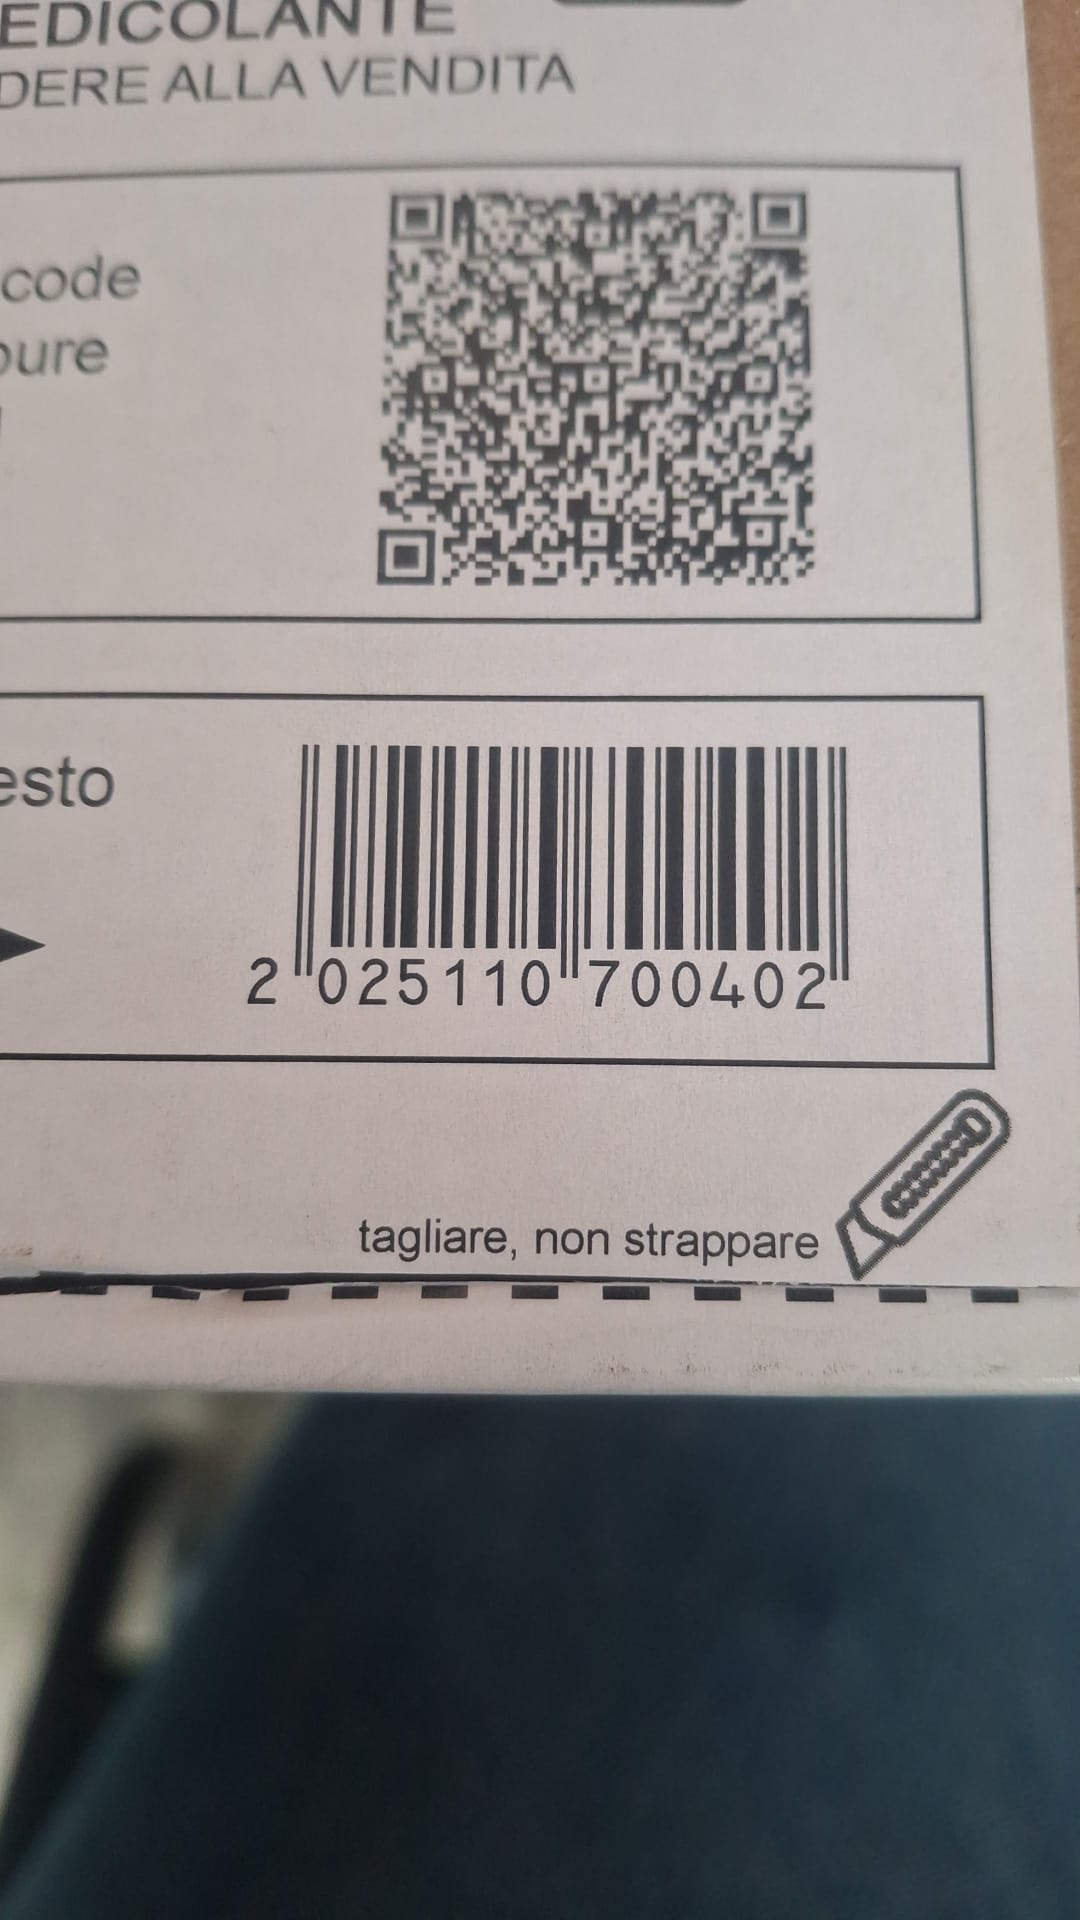 EDICOLANTE
DERE ALLA VENDITA
code
pure
esto
2 025110 700402
tagliare, non strappare